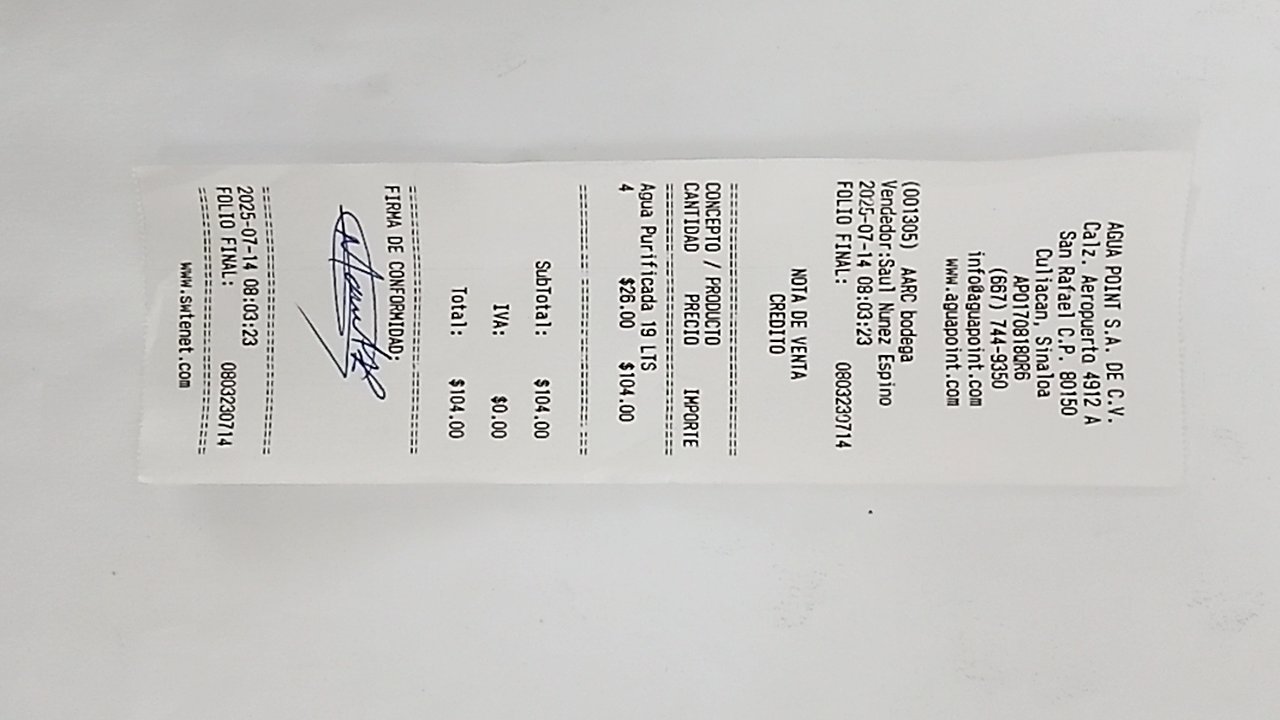 AGUA POINT S.A. DE C.V.
Calz. Aeropuerto 4912 A
San Rafael C.P. 80150
Culiacan, Sinaloa
APO170818QR6
(667) 744-9350
info@aguapoint.com
www.aguapoint.com
(001305) AARC bodega
Vendedor:Saul Nunez Espino
2025-07-14 08:03:23
FOLIO FINAL: 0803230714
NOTA DE VENTA
CREDITO
CONCEPTO / PRODUCTO
CANTIDAD PRECIO IMPORTE
Agua Purificada 19 LTS
4 $26.00 $104.00
SubTotal: $104.00
IVA: $0.00
Total: $104.00
FIRMA DE CONFORMIDAD:
2025-07-14 08:03:23
FOLIO FINAL: 0803230714
www.swtenet.com